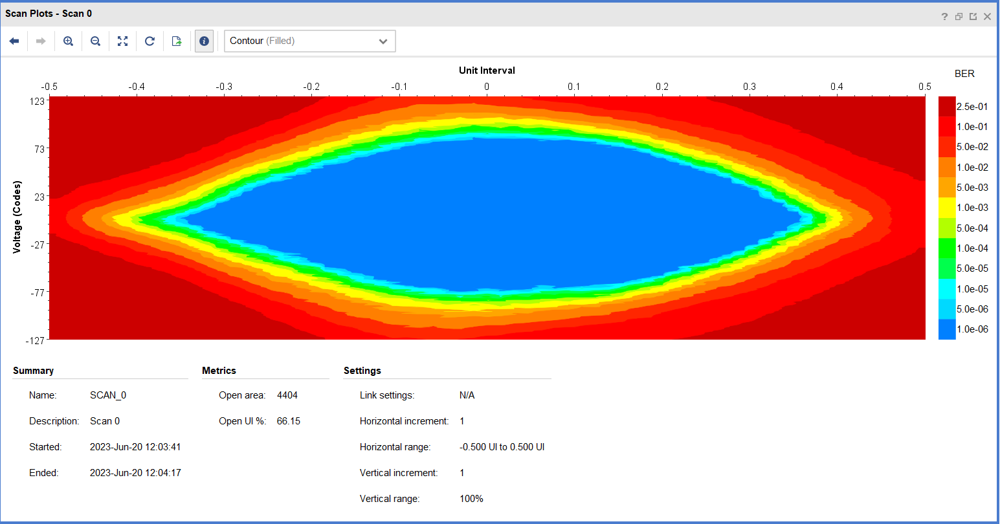 Scan Plots - Scan 0
?
Contour (Filled)
Unit Interval
BER
-0.5 -0.4 -0.3 -0.2 -0.1 0 0.1 0.2 0.3 0.4 0.5
Voltage (Codes)
123
73
23
-27
-77
-127
2.5e-01
1.0e-01
5.0e-02
1.0e-02
5.0e-03
1.0e-03
5.0e-04
1.0e-04
5.0e-05
1.0e-05
5.0e-06
1.0e-06
Summary
Name: SCAN_0
Description: Scan 0
Started: 2023-Jun-20 12:03:41
Ended: 2023-Jun-20 12:04:17
Metrics
Open area: 4404
Open UI %: 66.15
Settings
Link settings: N/A
Horizontal increment: 1
Horizontal range: -0.500 UI to 0.500 UI
Vertical increment: 1
Vertical range: 100%